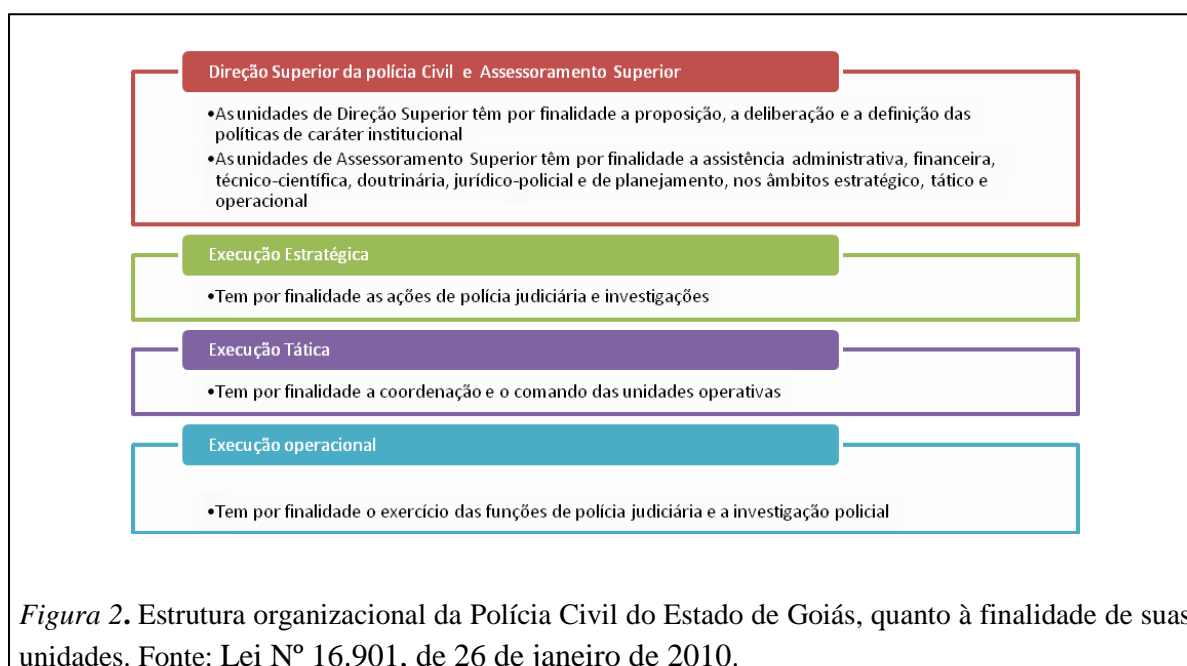 Direção Superior da polícia Civil e Assessoramento Superior
•As unidades de Direção Superior têm por finalidade a proposição, a deliberação e a definição das
políticas de caráter institucional
•As unidades de Assessoramento Superior têm por finalidade a assistência administrativa, financeira,
técnico-científica, doutrinária, jurídico-policial e de planejamento, nos âmbitos estratégico, tático e
operacional
Execução Estratégica
•Tem por finalidade as ações de polícia judiciária e investigações
Execução Tática
•Tem por finalidade a coordenação e o comando das unidades operativas
Execução operacional
•Tem por finalidade o exercício das funções de polícia judiciária e a investigação policial
Figura 2. Estrutura organizacional da Polícia Civil do Estado de Goiás, quanto à finalidade de suas
unidades. Fonte: Lei Nº 16.901, de 26 de janeiro de 2010.